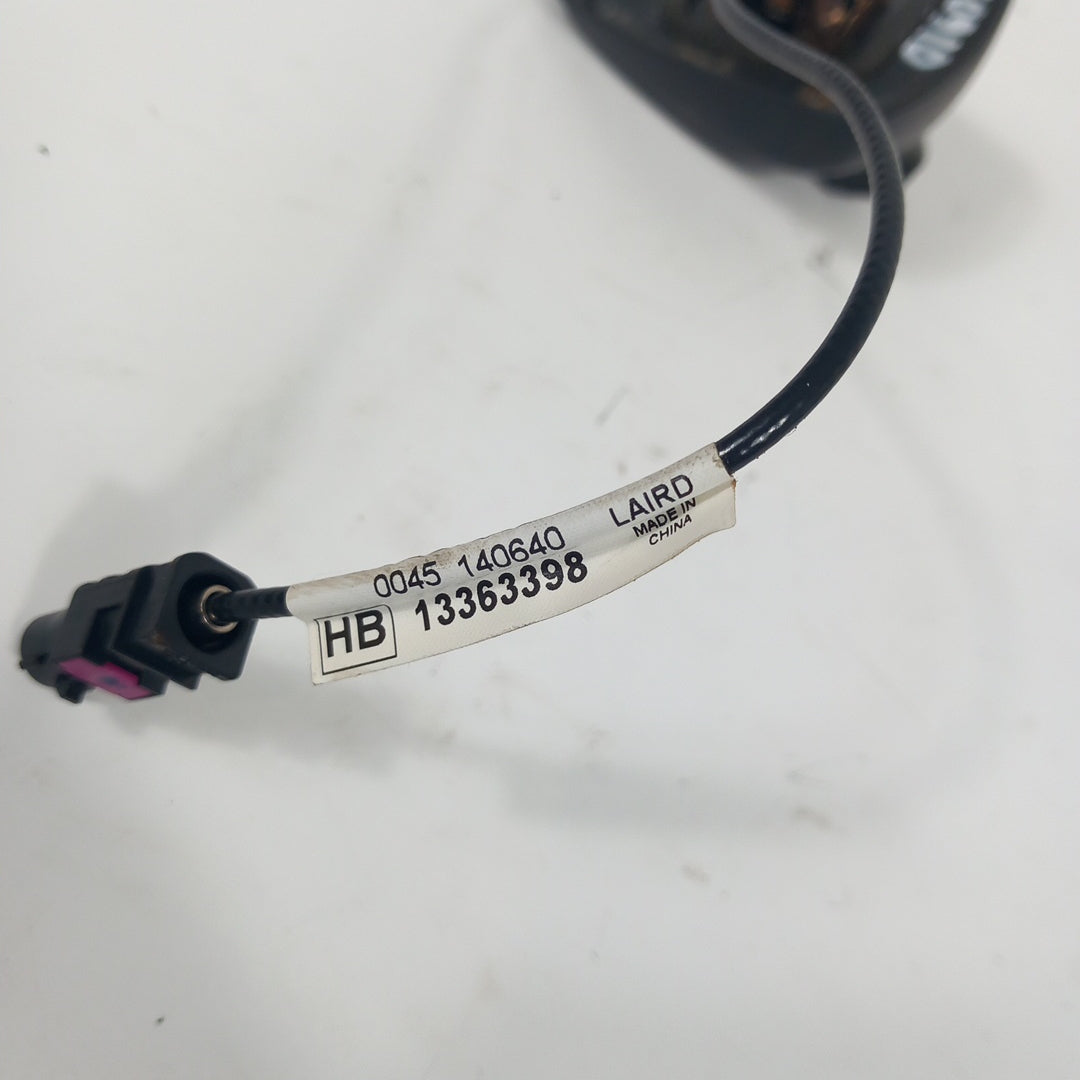 0045 140640
HB 13363398
LAIRD
MADE IN
CHINA